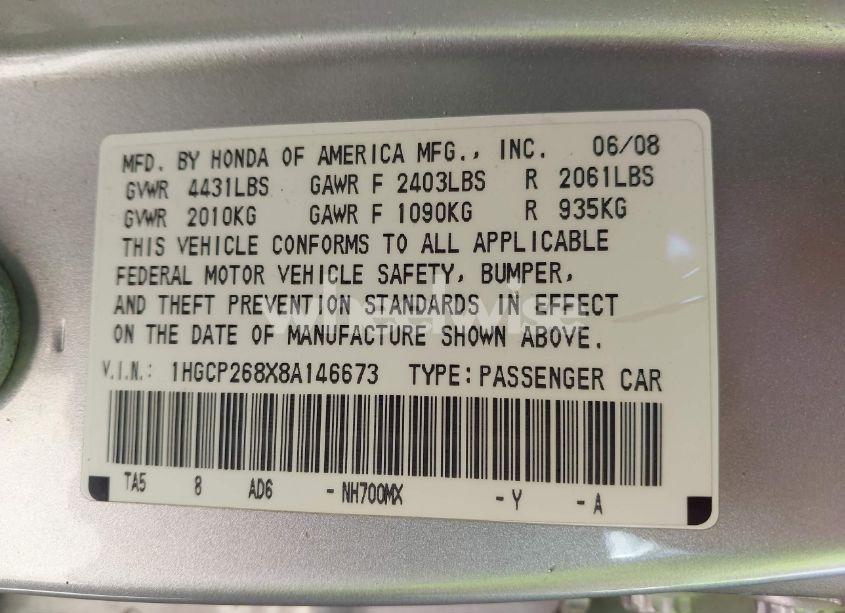 MFD. BY HONDA OF AMERICA MFG., INC. 06/08
GVWR 4431LBS GAWR F 2403LBS R 2061LBS
GVWR 2010KG GAWR F 1090KG R 935KG
THIS VEHICLE CONFORMS TO ALL APPLICABLE
FEDERAL MOTOR VEHICLE SAFETY, BUMPER,
AND THEFT PREVENTION STANDARDS IN EFFECT
ON THE DATE OF MANUFACTURE SHOWN ABOVE.
wheelwise
V.I.N.: 1HGCP268X8A146673 TYPE: PASSENGER CAR
TA5 8 AD6 - NH700MX - Y - A